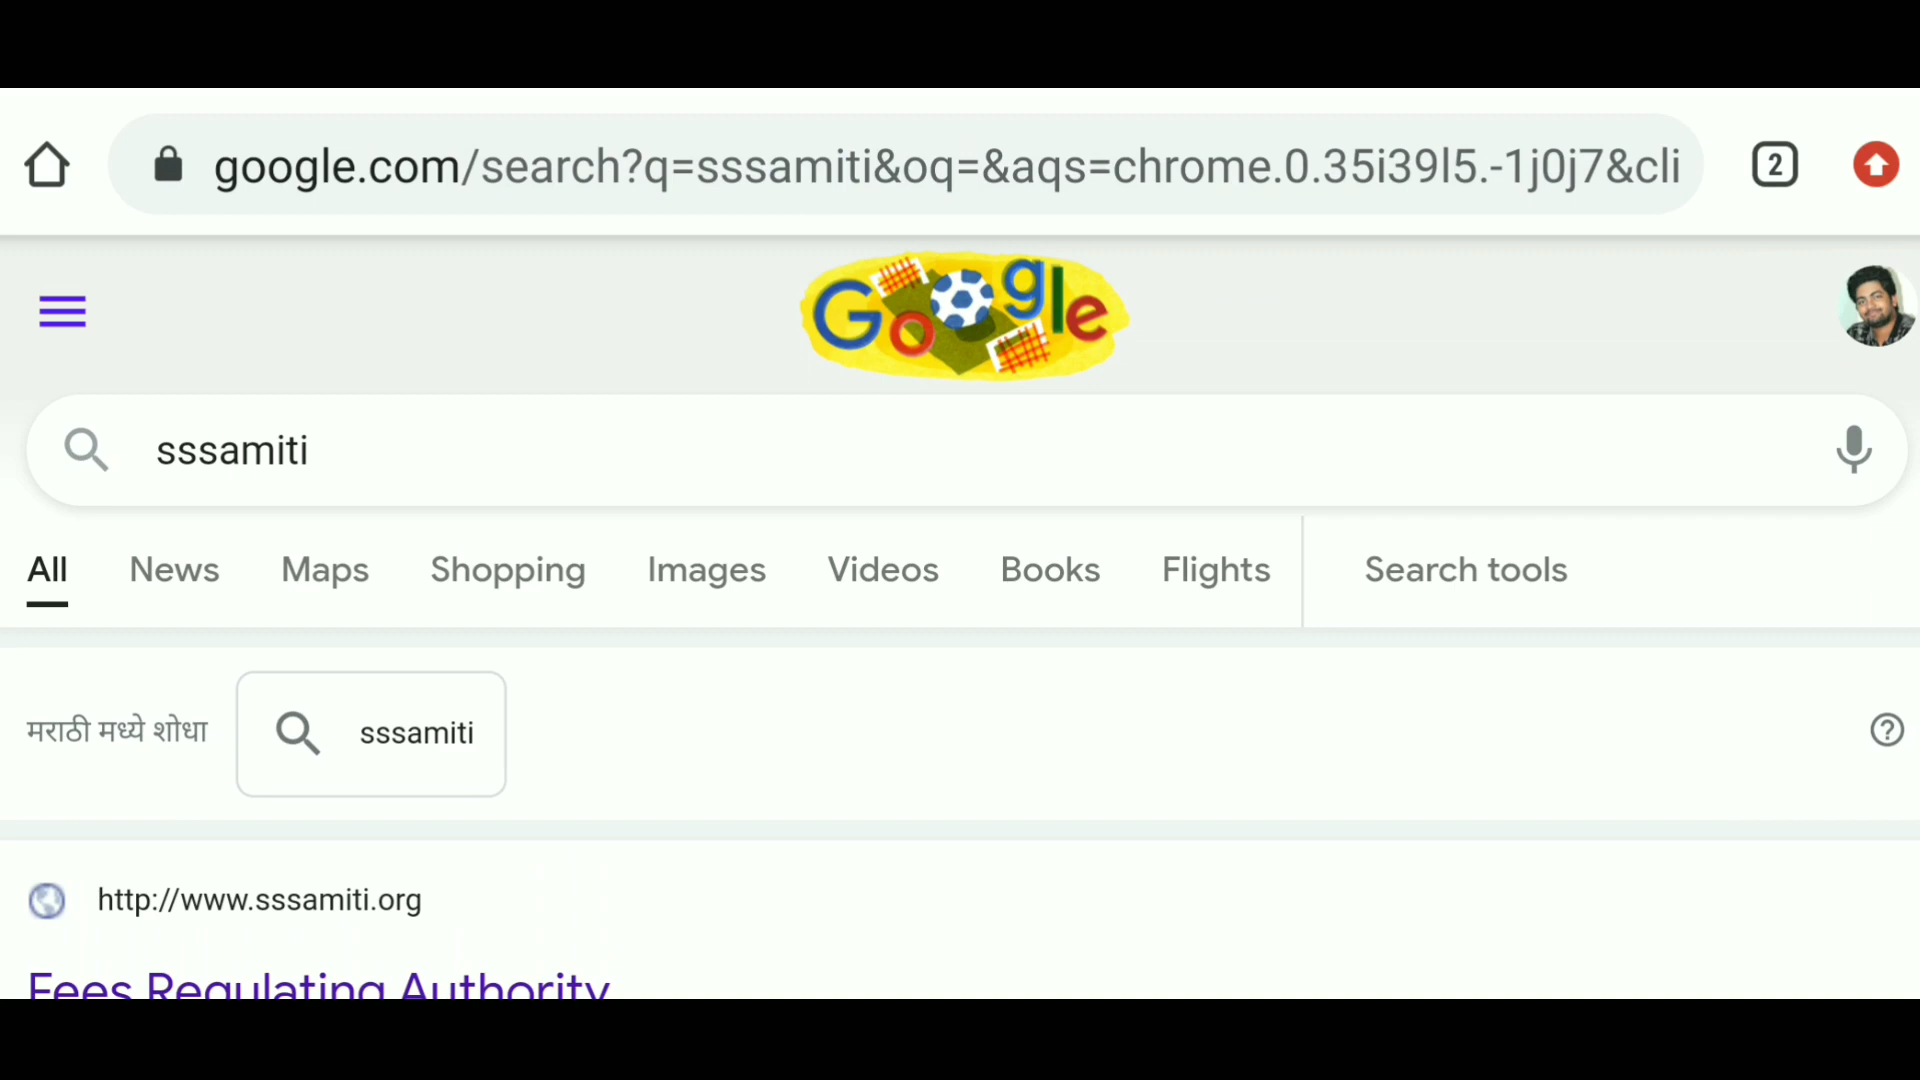 google.com/search?q=sssamiti&oq=&aqs=chrome.0.35i39l5.-1j0j7&cli
2
Google
sssamiti
All News Maps Shopping Images Videos Books Flights Search tools
मराठी मध्ये शोधा sssamiti
http://www.sssamiti.org
Fees Regulating Authority